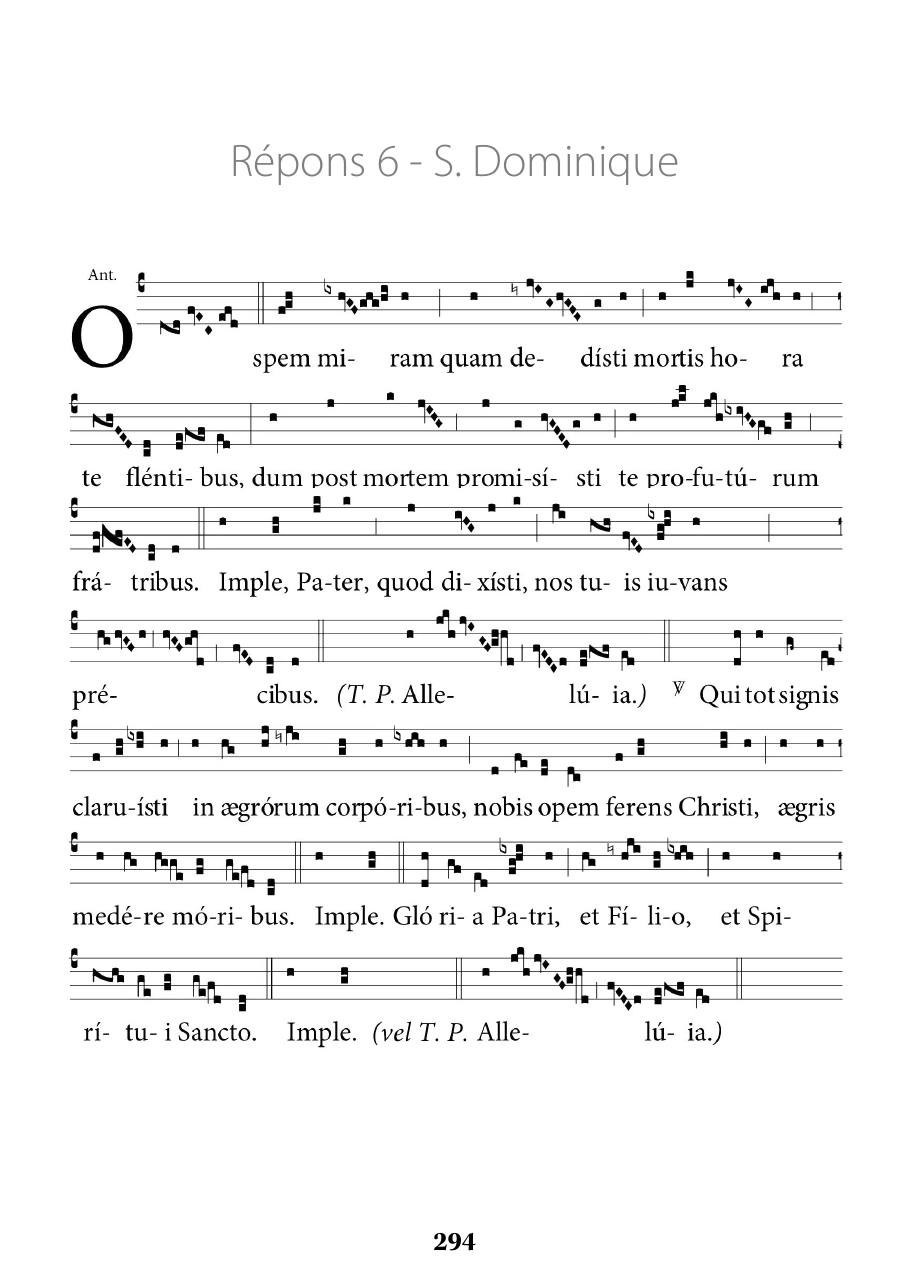 Répons 6 - S. Dominique
Ant.
O spem mi- ram quam de- dísti mortis ho- ra
te flénti- bus, dum post mortem promi-sí- sti te pro-fu-tú- rum
frá- tribus. Imple, Pa-ter, quod di-xísti, nos tu- is iu-vans
pré- cibus. (T. P. Alle- lú- ia.) ℣ Qui tot signis
claru-ísti in ægrórum corpó-ri-bus, nobis opem ferens Christi, ægris
medé-re mó-ri- bus. Imple. Gló ri- a Pa-tri, et Fí- li-o, et Spi-
rí- tu- i Sancto. Imple. (vel T. P. Alle- lú- ia.)
294